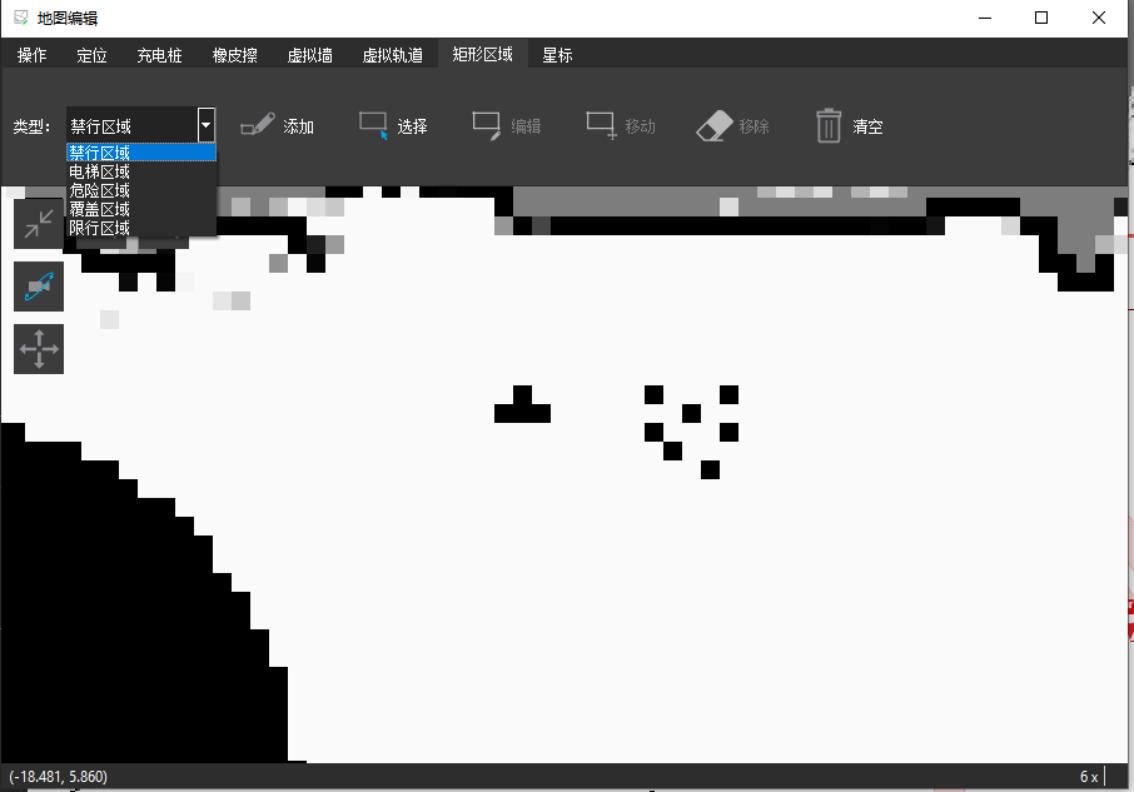 地图编辑
操作 定位 充电桩 橡皮擦 虚拟墙 虚拟轨道 矩形区域 星标
类型: 禁行区域 添加 选择 编辑 移动 移除 清空
禁行区域
电梯区域
危险区域
覆盖区域
限行区域
(-18.481, 5.860) 6 x